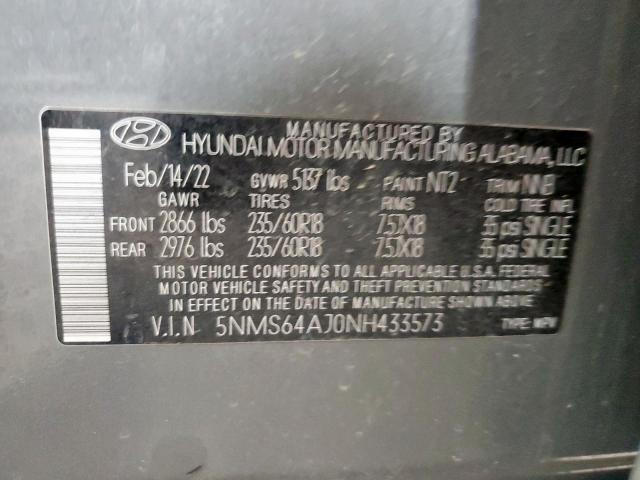 MANUFACTURED BY
HYUNDAI MOTOR MANUFACTURING ALABAMA, LLC
Feb/14/22 GVWR 5137 lbs PAINT NT2 TRIM NNB
GAWR TIRES RIMS COLD TIRE INFL.
FRONT 2866 lbs 235/60R18 7.5JX18 35 psi SINGLE
REAR 2976 lbs 235/60R18 7.5JX18 35 psi SINGLE
THIS VEHICLE CONFORMS TO ALL APPLICABLE U.S.A. FEDERAL
MOTOR VEHICLE SAFETY AND THEFT PREVENTION STANDARDS
IN EFFECT ON THE DATE OF MANUFACTURE SHOWN ABOVE.
V.I.N 5NMS64AJ0NH433573 TYPE: MPV